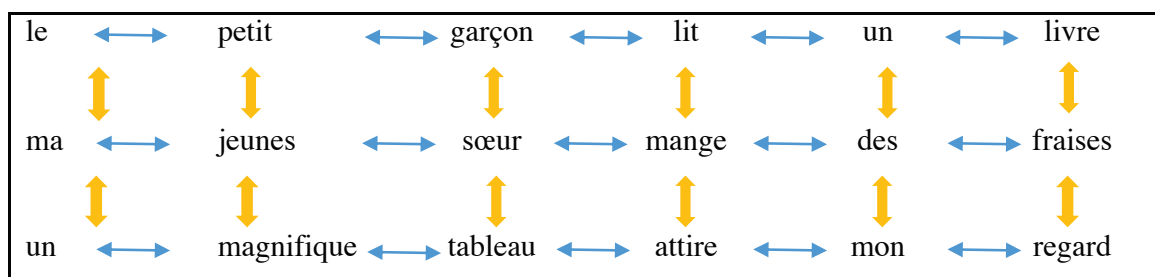 le petit garçon lit un livre
ma jeunes sœur mange des fraises
un magnifique tableau attire mon regard